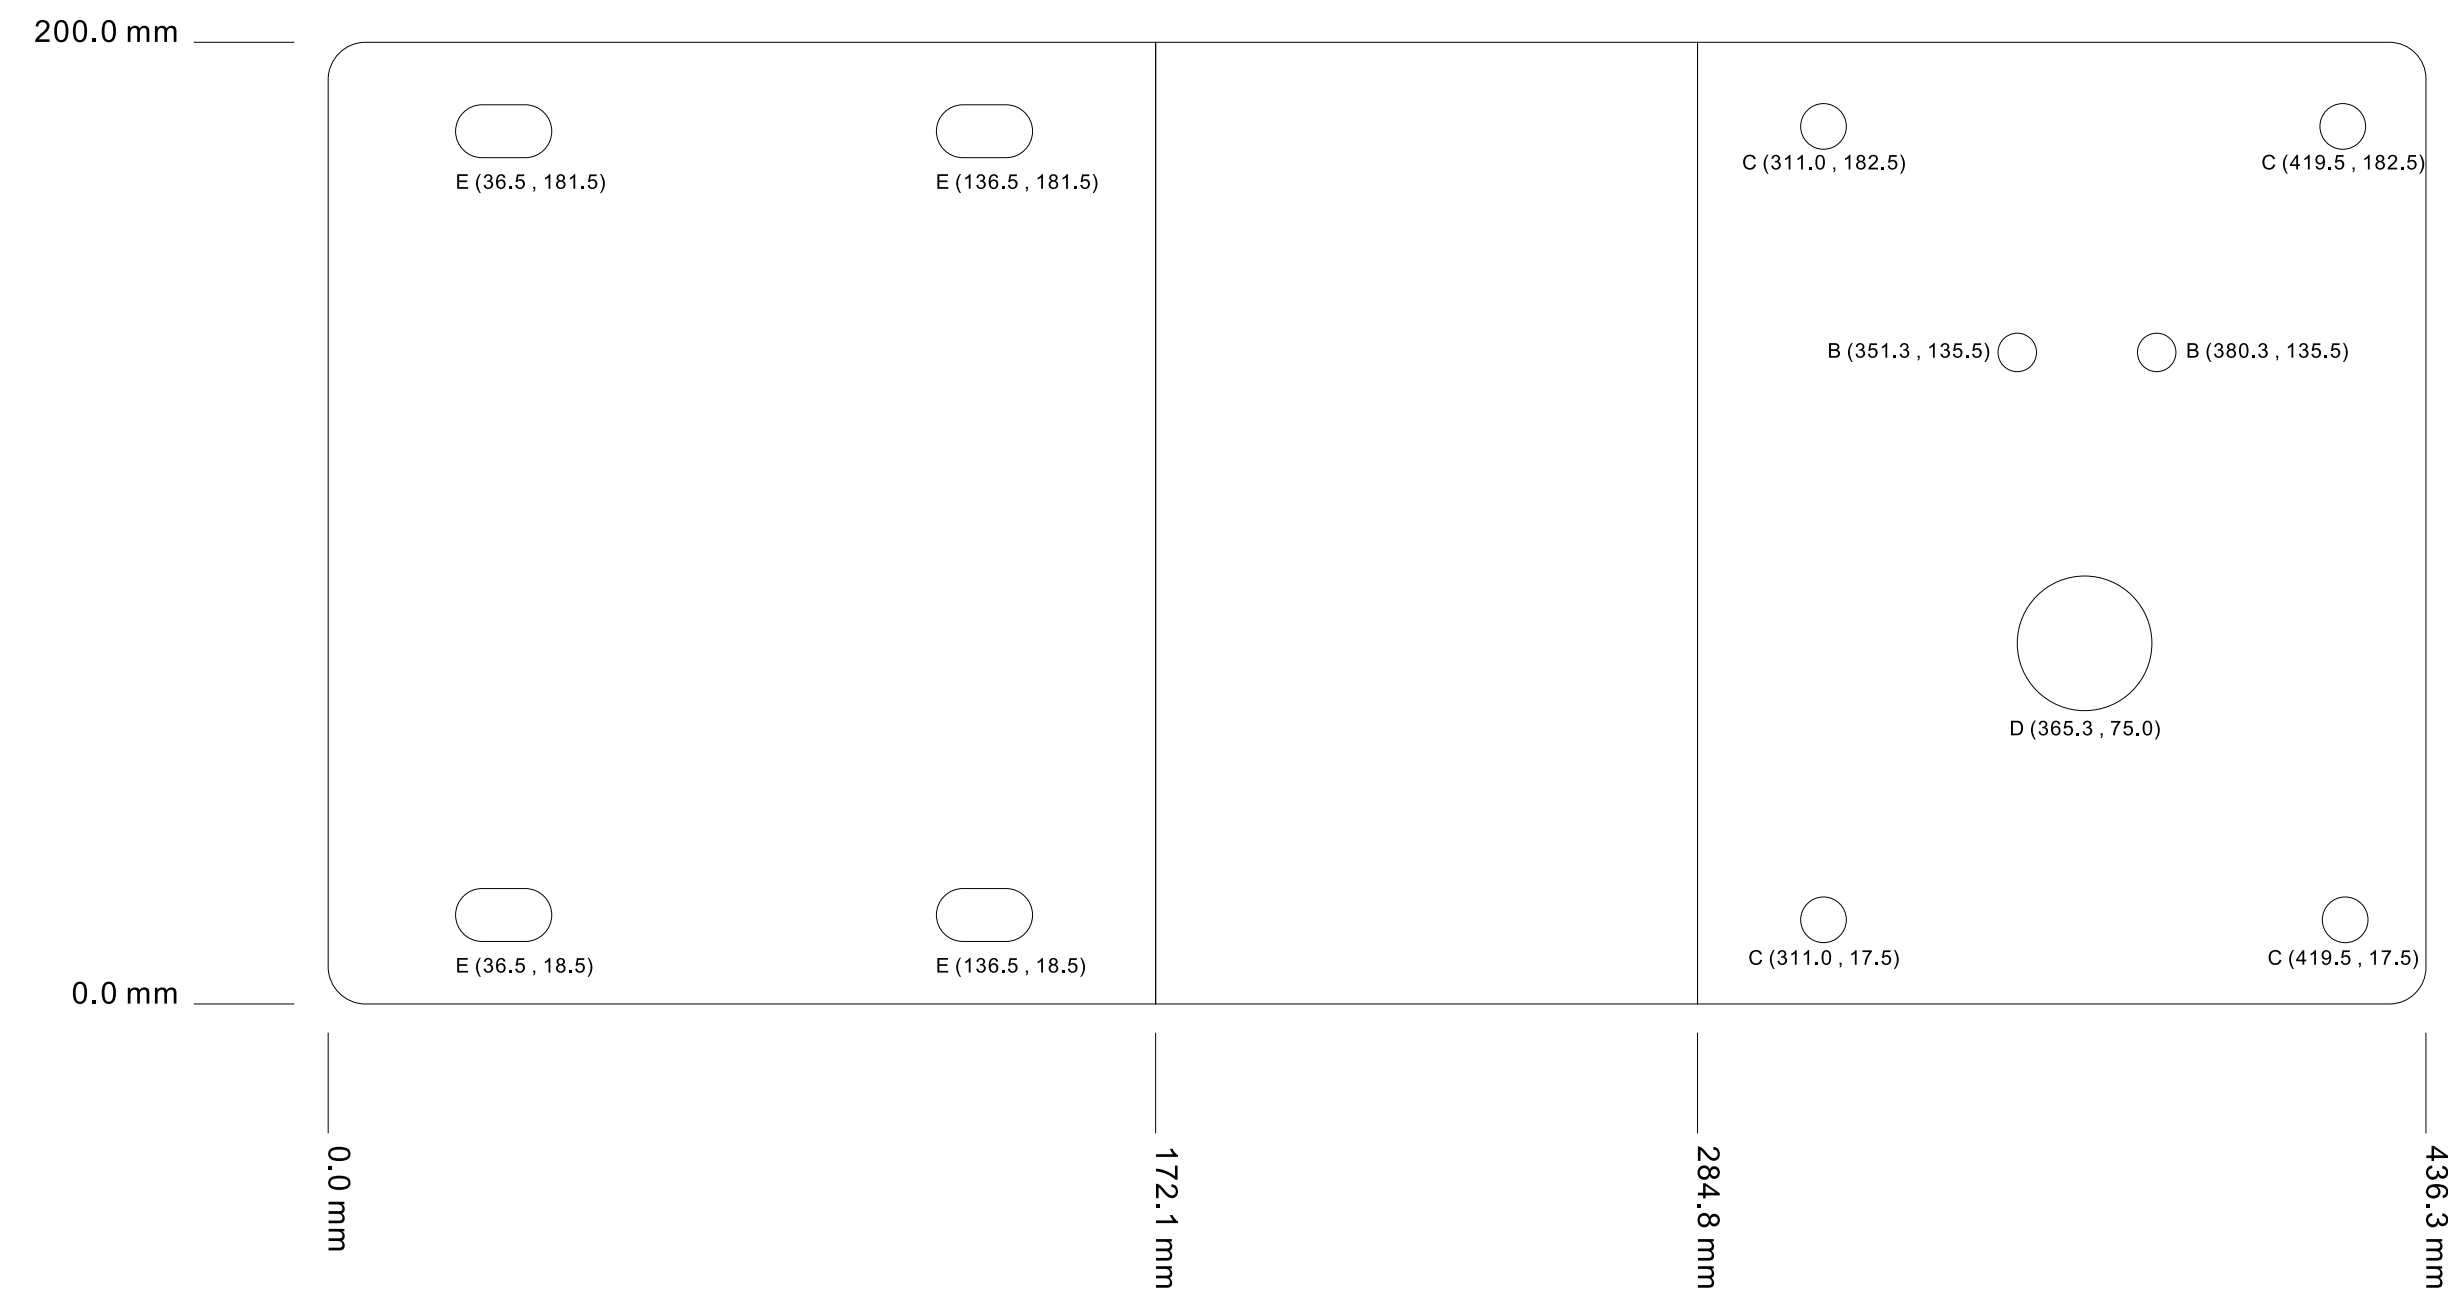 200.0 mm
C (311.0 , 182.5)
C (419.5 , 182.5)
E (36.5 , 181.5)
E (136.5 , 181.5)
B (351.3 , 135.5)
B (380.3 , 135.5)
D (365.3 , 75.0)
C (311.0 , 17.5)
C (419.5 , 17.5)
E (36.5 , 18.5)
E (136.5 , 18.5)
0.0 mm
0.0 mm
172.1 mm
284.8 mm
436.3 mm